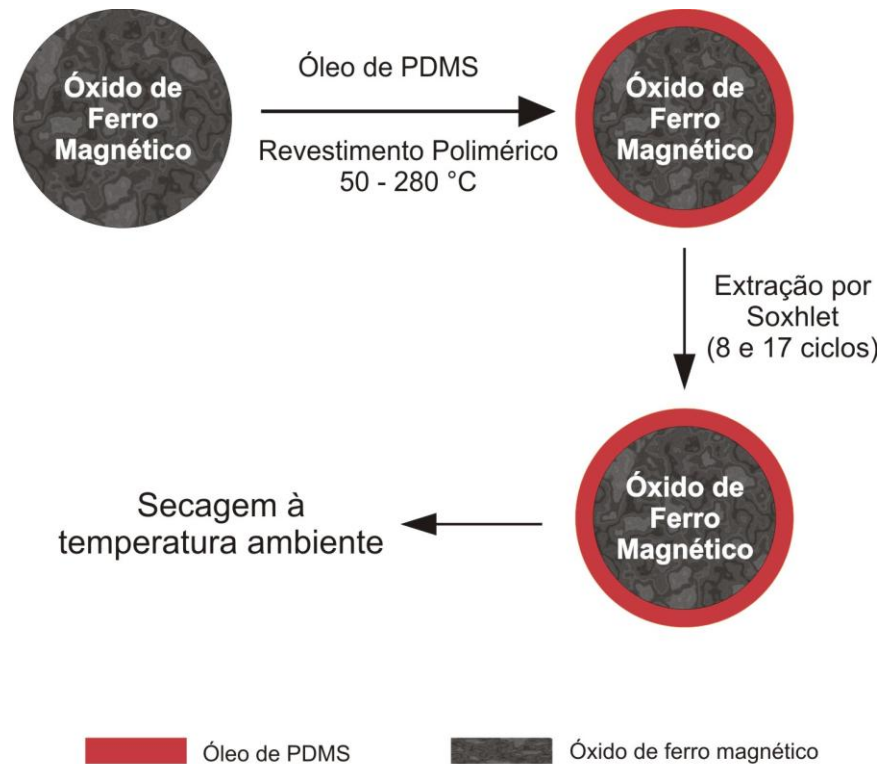 Óxido de
Ferro
Magnético
Óleo de PDMS
Revestimento Polimérico
50 - 280 °C
Óxido de
Ferro
Magnético
Extração por
Soxhlet
(8 e 17 ciclos)
Óxido de
Ferro
Magnético
Secagem à
temperatura ambiente
Óleo de PDMS
Óxido de ferro magnético